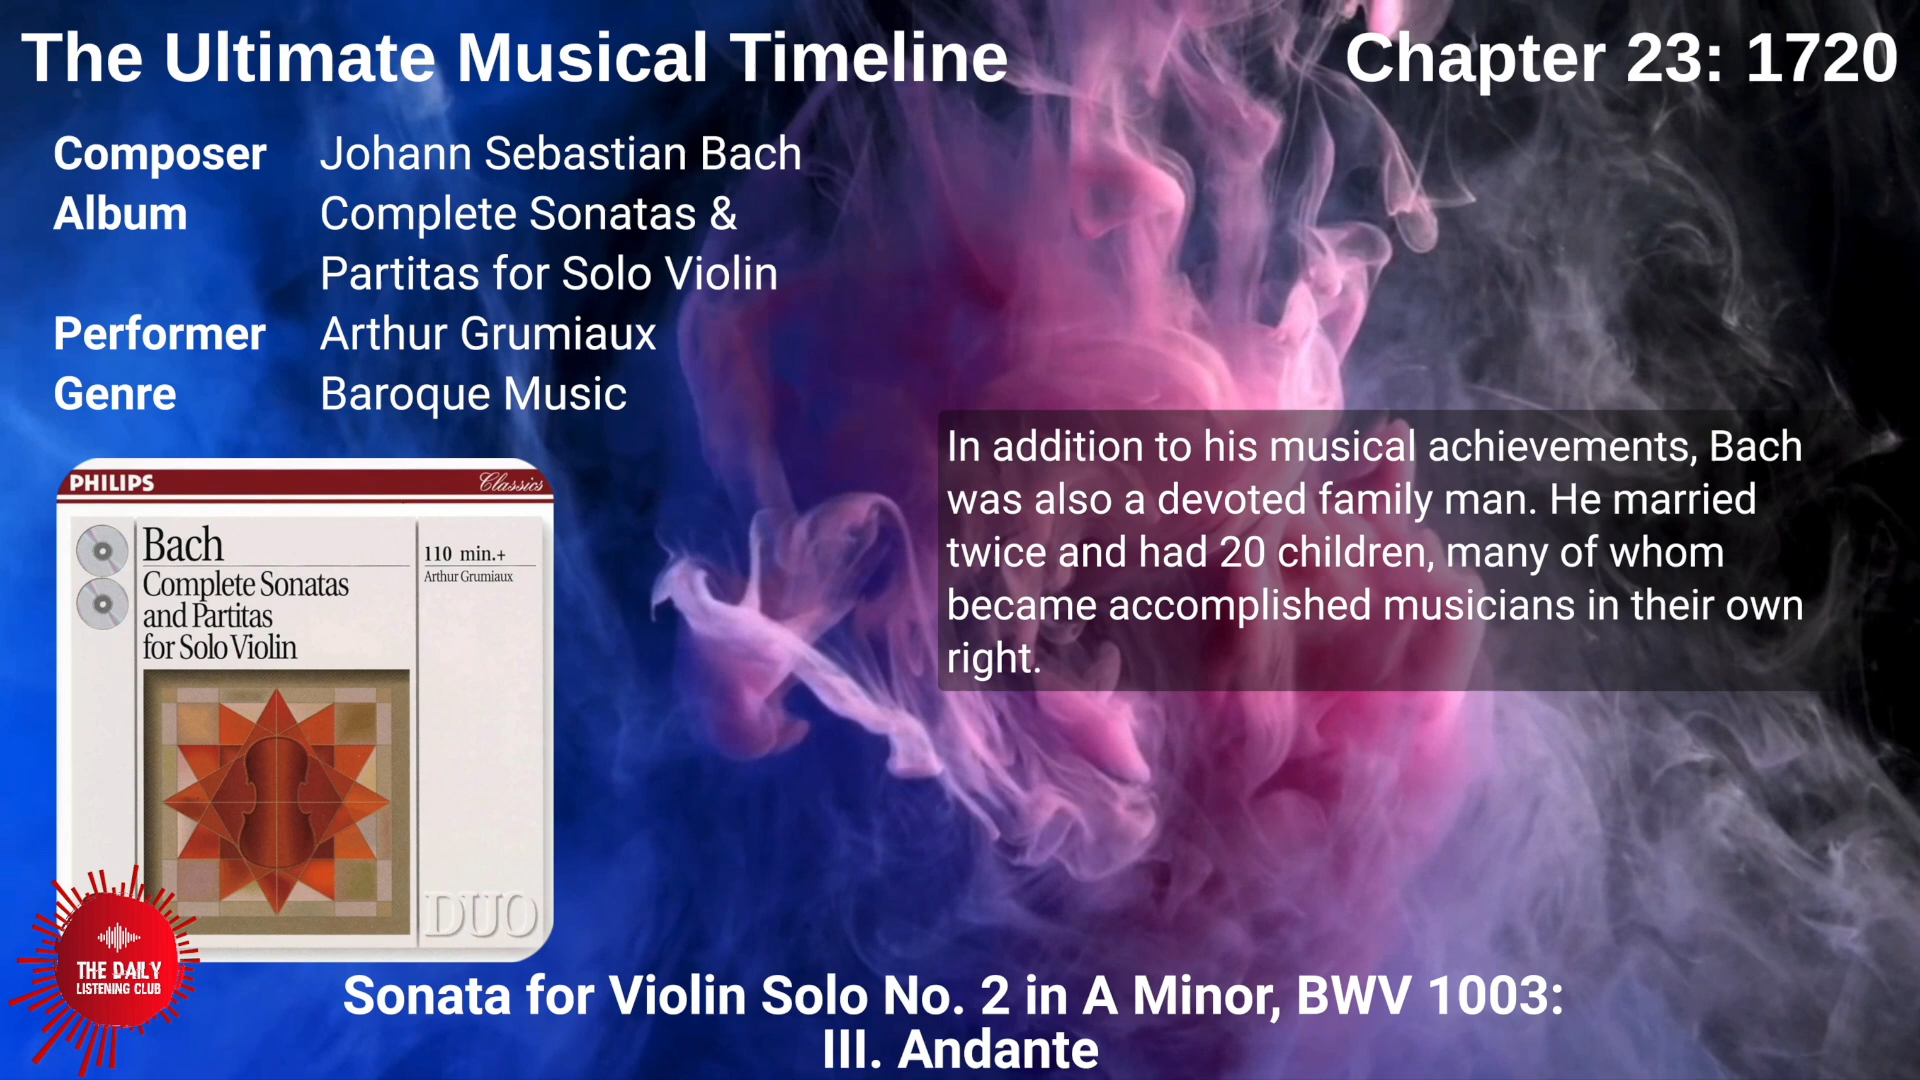 The Ultimate Musical Timeline
Chapter 23: 1720
Composer Johann Sebastian Bach
Album Complete Sonatas &
Partitas for Solo Violin
Performer Arthur Grumiaux
Genre Baroque Music
In addition to his musical achievements, Bach
was also a devoted family man. He married
twice and had 20 children, many of whom
became accomplished musicians in their own
right.
PHILIPS Classics
Bach
Complete Sonatas
and Partitas
for Solo Violin
110 min.+
Arthur Grumiaux
DUO
THE DAILY
LISTENING CLUB
Sonata for Violin Solo No. 2 in A Minor, BWV 1003:
III. Andante